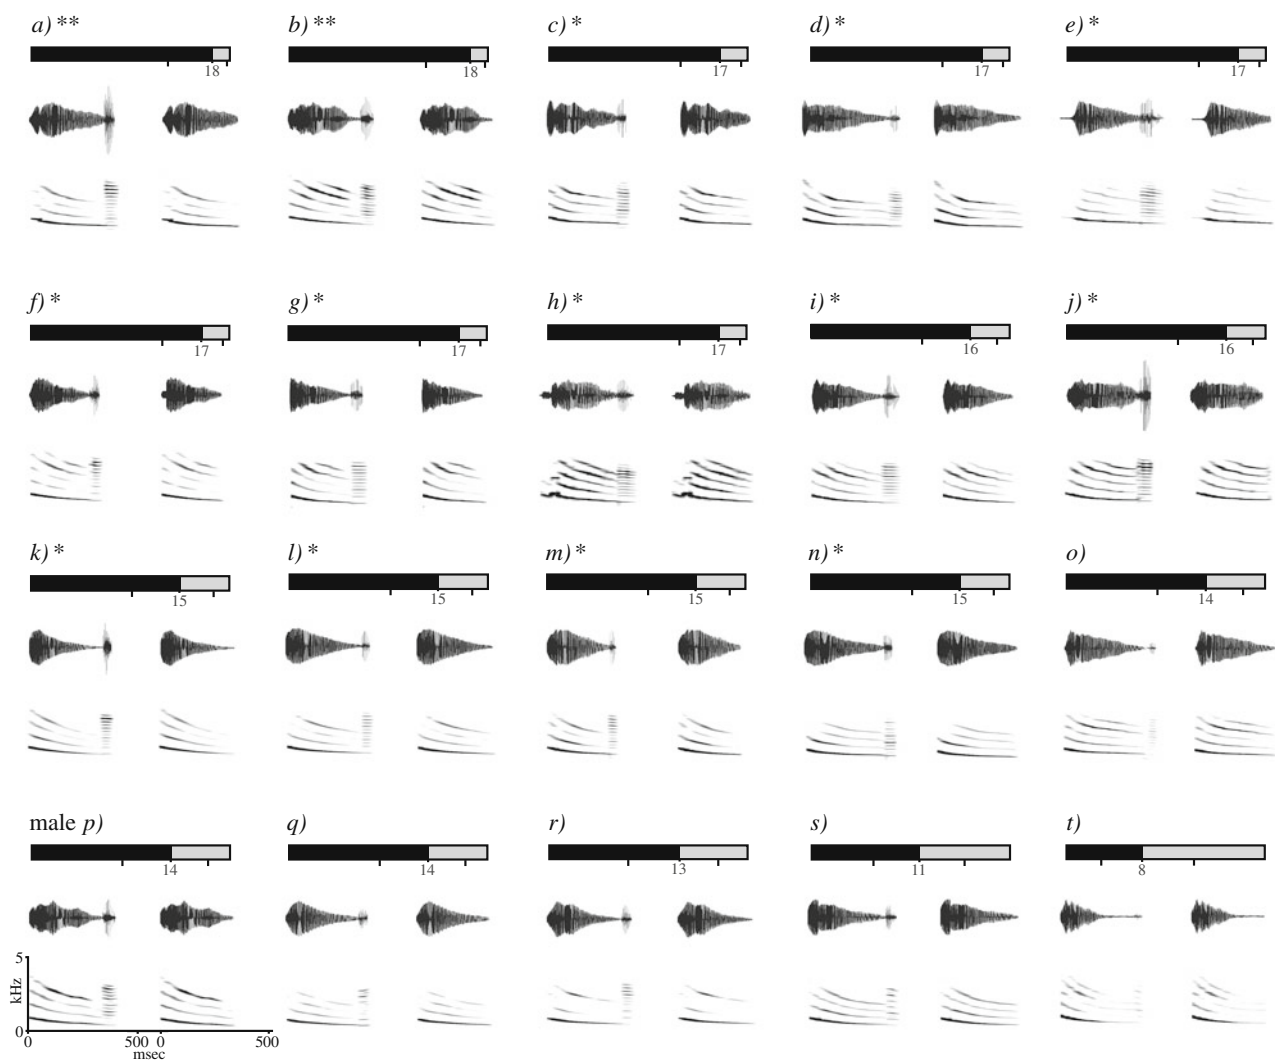 a) ** b) ** c) * d) * e) *
18 18 17 17 17
f) * g) * h) * i) * j) *
17 17 17 16 16
k) * l) * m) * n) * o)
15 15 15 15 14
male p) q) r) s) t)
14 14 13 11 8
5
kHz
0
0 500 0 500
msec